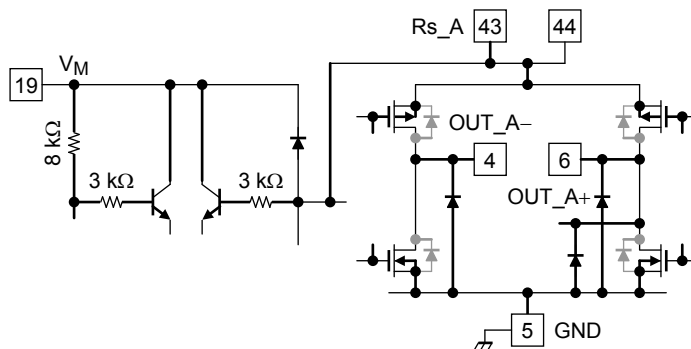 Rs_A 43 44
19 V_M
8 kΩ
3 kΩ 3 kΩ
OUT_A−
4 6
OUT_A+
5 GND